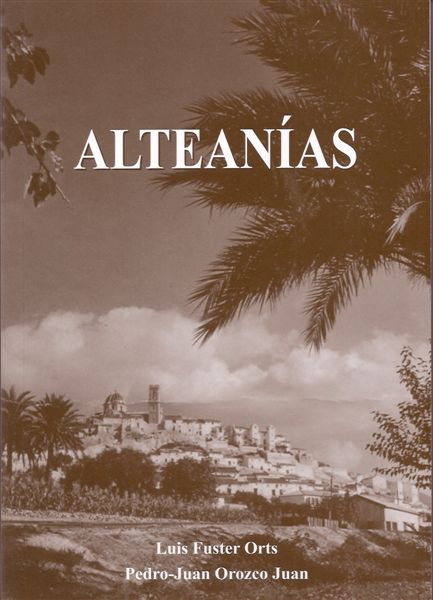 ALTEANÍAS
Luis Fuster Orts
Pedro-Juan Orozco Juan